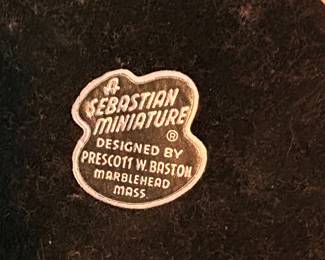 A
SEBASTIAN
MINIATURE
®
DESIGNED BY
PRESCOTT W. BASTON
MARBLEHEAD
MASS.